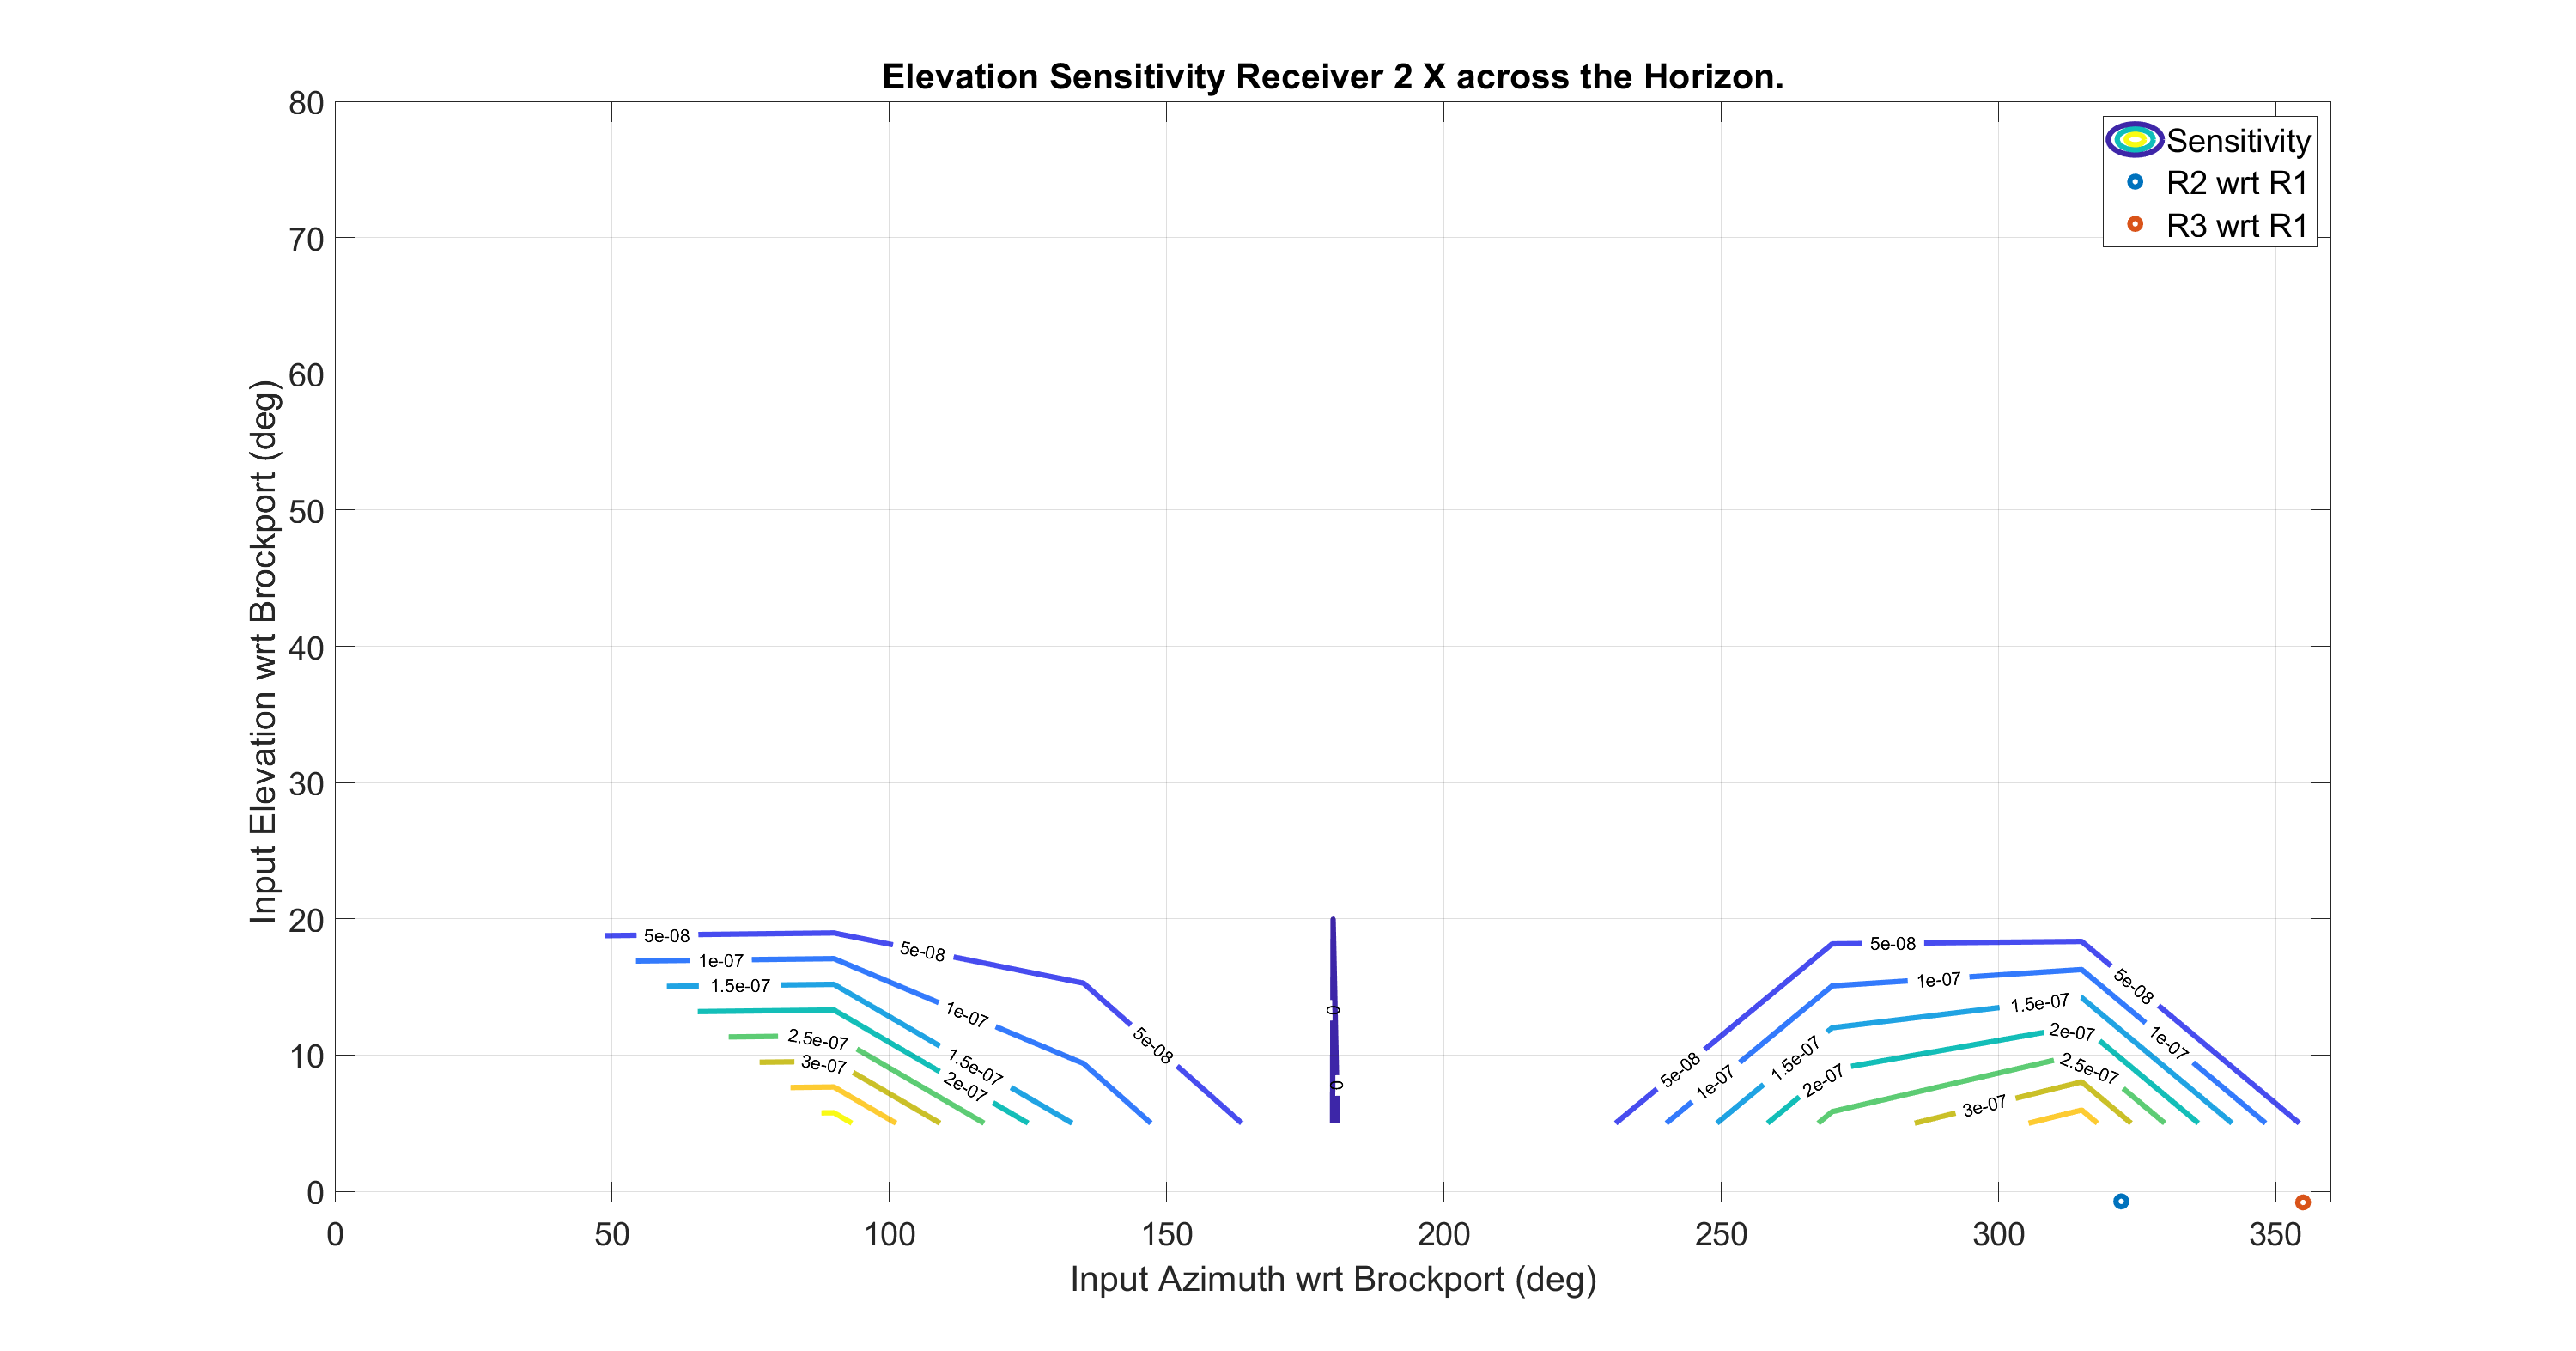 Elevation Sensitivity Receiver 2 X across the Horizon.
Sensitivity
R2 wrt R1
R3 wrt R1
Input Elevation wrt Brockport (deg)
80
70
60
50
40
30
20
10
0
5e-08
1e-07
1.5e-07
2.5e-07
3e-07
5e-08
1e-07
1.5e-07
2e-07
5e-08
0
0
5e-08
1e-07
1.5e-07
2e-07
5e-08
1e-07
1.5e-07
2e-07
2.5e-07
3e-07
5e-08
1e-07
0
50
100
150
200
250
300
350
Input Azimuth wrt Brockport (deg)